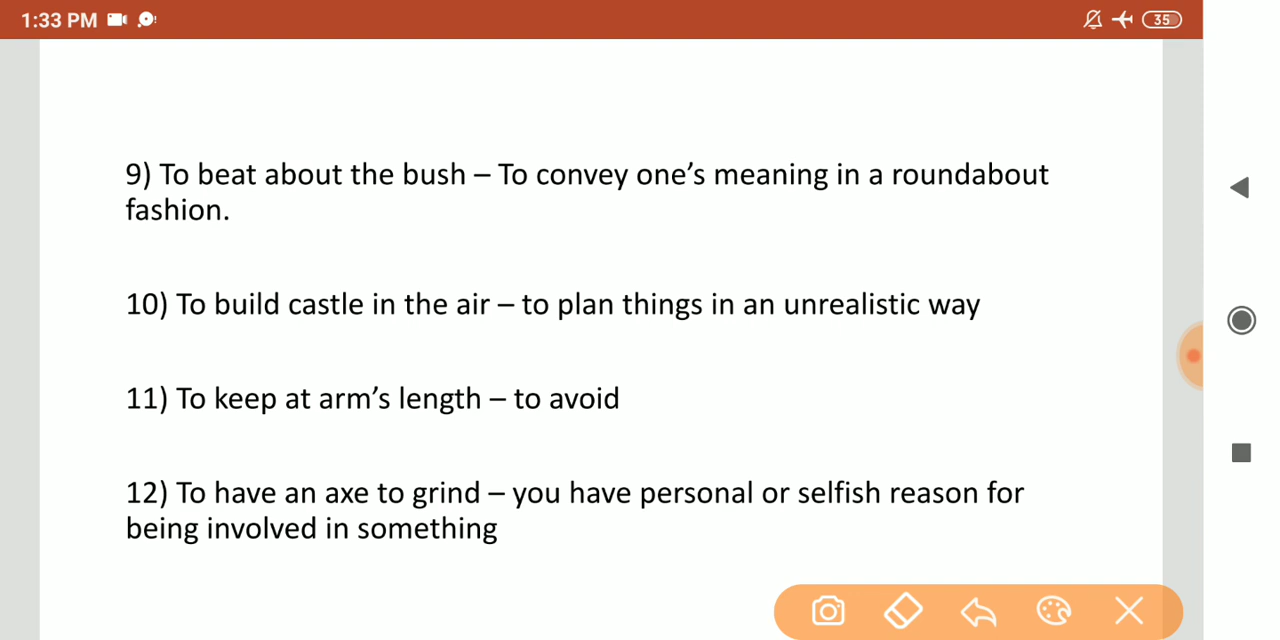 1:33 PM
35
9) To beat about the bush – To convey one’s meaning in a roundabout
fashion.
10) To build castle in the air – to plan things in an unrealistic way
11) To keep at arm’s length – to avoid
12) To have an axe to grind – you have personal or selfish reason for
being involved in something